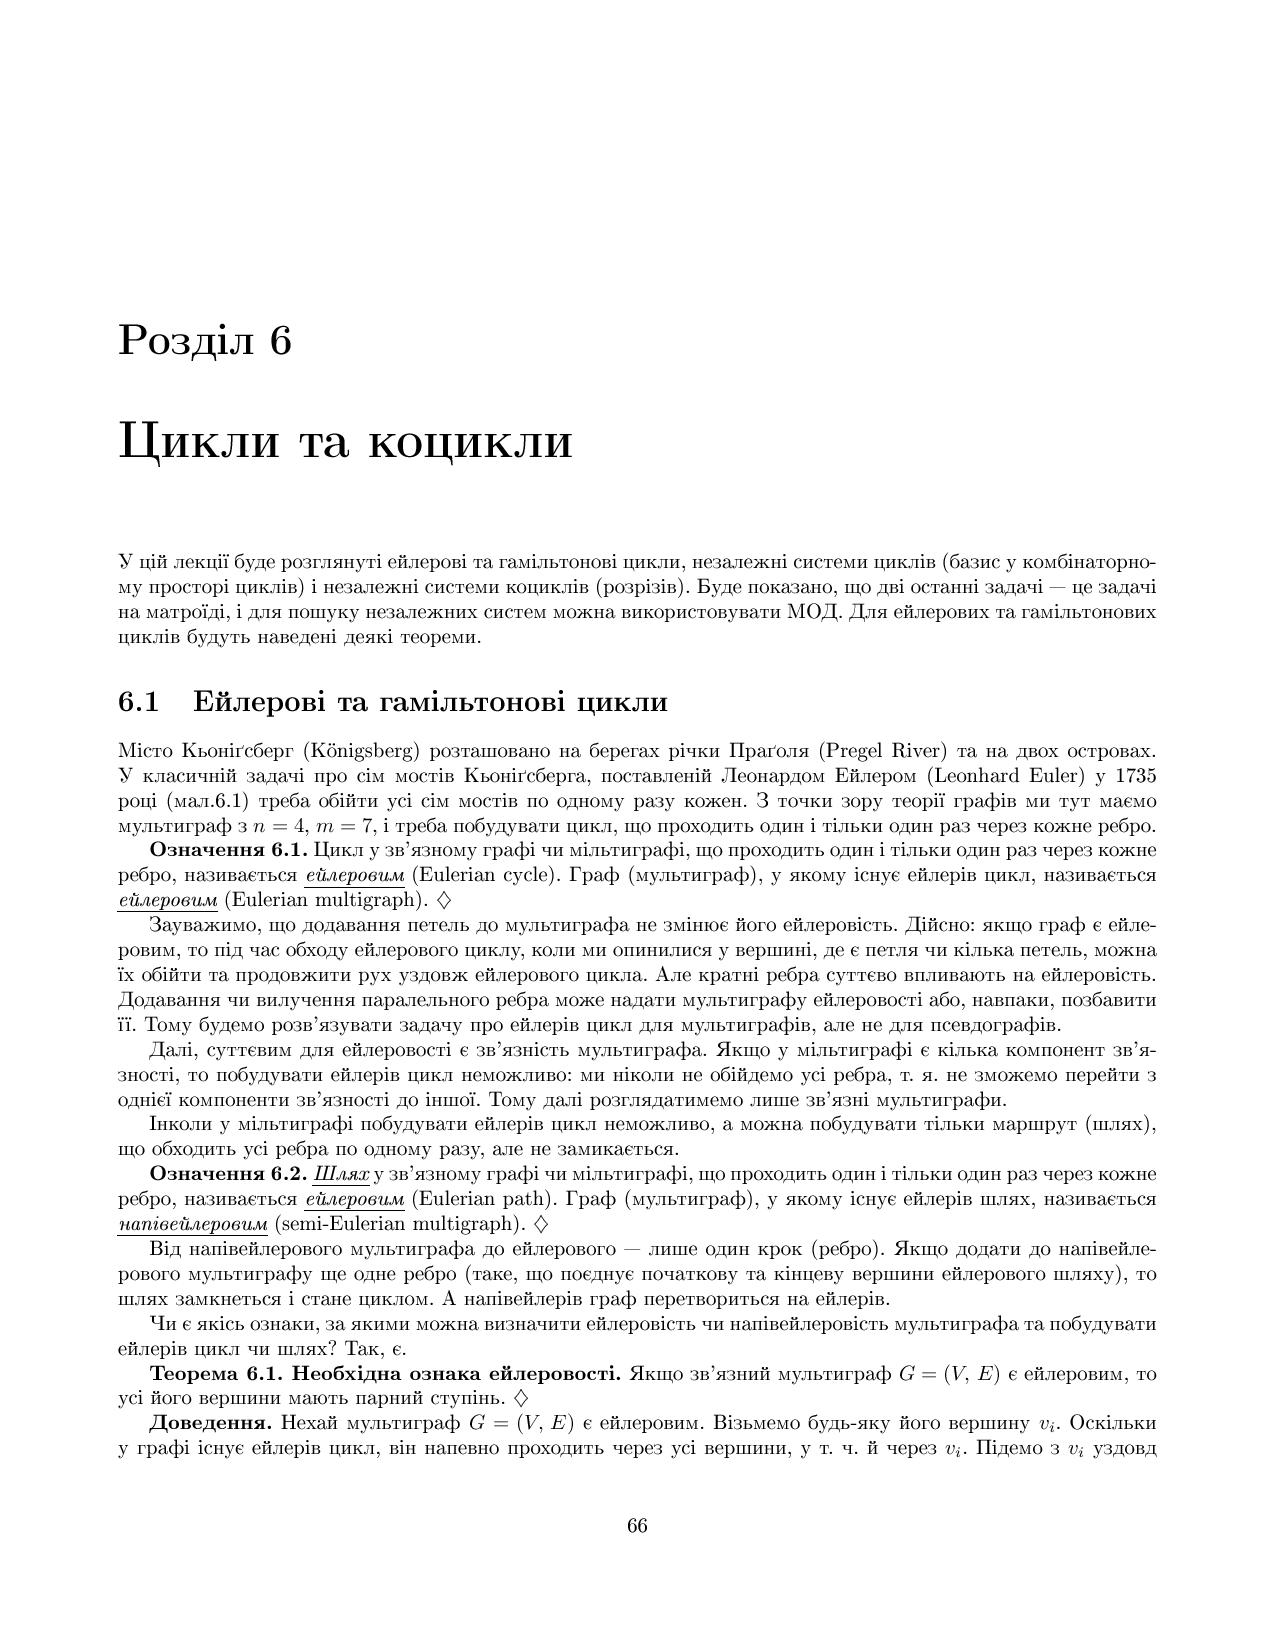 Розділ 6
Цикли та коцикли
У цій лекції буде розглянуті ейлерові та гамільтонові цикли, незалежні системи циклів (базис у комбінаторно-
му просторі циклів) і незалежні системи коциклів (розрізів). Буде показано, що дві останні задачі — це задачі
на матроїді, і для пошуку незалежних систем можна використовувати МОД. Для ейлерових та гамільтонових
циклів будуть наведені деякі теореми.
6.1 Ейлерові та гамільтонові цикли
Місто Кьоніґсберг (Königsberg) розташовано на берегах річки Праґоля (Pregel River) та на двох островах.
У класичній задачі про сім мостів Кьоніґсберга, поставленій Леонардом Ейлером (Leonhard Euler) у 1735
році (мал.6.1) треба обійти усі сім мостів по одному разу кожен. З точки зору теорії графів ми тут маємо
мультиграф з n = 4, m = 7, і треба побудувати цикл, що проходить один і тільки один раз через кожне ребро.
Означення 6.1. Цикл у зв'язному графі чи мільтиграфі, що проходить один і тільки один раз через кожне
ребро, називається ейлеровим (Eulerian cycle). Граф (мультиграф), у якому існує ейлерів цикл, називається
ейлеровим (Eulerian multigraph). ♢
Зауважимо, що додавання петель до мультиграфа не змінює його ейлеровість. Дійсно: якщо граф є ейле-
ровим, то під час обходу ейлерового циклу, коли ми опинилися у вершині, де є петля чи кілька петель, можна
їх обійти та продовжити рух уздовж ейлерового цикла. Але кратні ребра суттєво впливають на ейлеровість.
Додавання чи вилучення паралельного ребра може надати мультиграфу ейлеровості або, навпаки, позбавити
її. Тому будемо розв'язувати задачу про ейлерів цикл для мультиграфів, але не для псевдографів.
Далі, суттєвим для ейлеровості є зв'язність мультиграфа. Якщо у мільтиграфі є кілька компонент зв'я-
зності, то побудувати ейлерів цикл неможливо: ми ніколи не обійдемо усі ребра, т. я. не зможемо перейти з
однієї компоненти зв'язності до іншої. Тому далі розглядатимемо лише зв'язні мультиграфи.
Інколи у мільтиграфі побудувати ейлерів цикл неможливо, а можна побудувати тільки маршрут (шлях),
що обходить усі ребра по одному разу, але не замикається.
Означення 6.2. Шлях у зв'язному графі чи мільтиграфі, що проходить один і тільки один раз через кожне
ребро, називається ейлеровим (Eulerian path). Граф (мультиграф), у якому існує ейлерів шлях, називається
напівейлеровим (semi-Eulerian multigraph). ♢
Від напівейлерового мультиграфа до ейлерового — лише один крок (ребро). Якщо додати до напівейле-
рового мультиграфу ще одне ребро (таке, що поєднує початкову та кінцеву вершини ейлерового шляху), то
шлях замкнеться і стане циклом. А напівейлерів граф перетвориться на ейлерів.
Чи є якісь ознаки, за якими можна визначити ейлеровість чи напівейлеровість мультиграфа та побудувати
ейлерів цикл чи шлях? Так, є.
Теорема 6.1. Необхідна ознака ейлеровості. Якщо зв'язний мультиграф G = (V, E) є ейлеровим, то
усі його вершини мають парний ступінь. ♢
Доведення. Нехай мультиграф G = (V, E) є ейлеровим. Візьмемо будь-яку його вершину vᵢ. Оскільки
у графі існує ейлерів цикл, він напевно проходить через усі вершини, у т. ч. й через vᵢ. Підемо з vᵢ уздовд
66